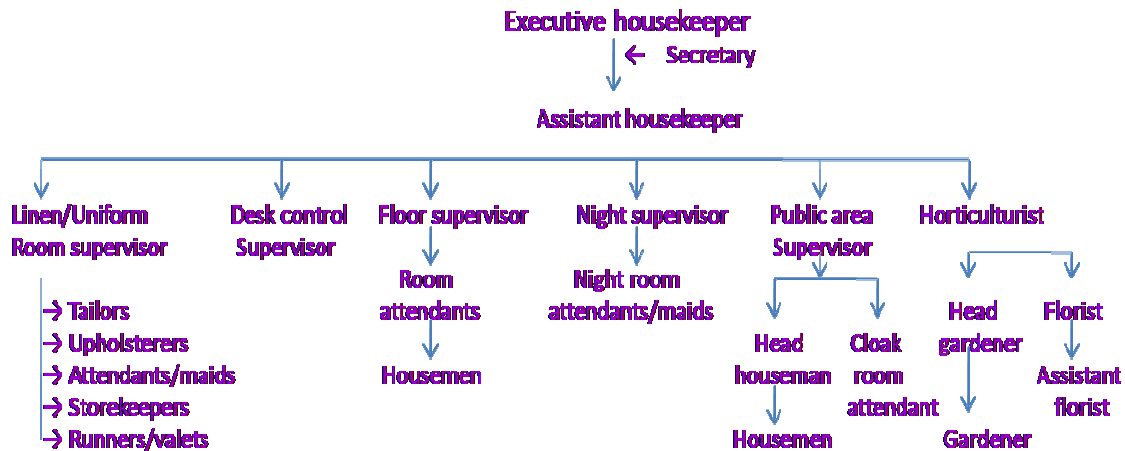 Executive housekeeper
← Secretary
Assistant housekeeper
Linen/Uniform
Room supervisor
Desk control
Supervisor
Floor supervisor
Night supervisor
Public area
Supervisor
Horticulturist
→ Tailors
→ Upholsterers
→ Attendants/maids
→ Storekeepers
→ Runners/valets
Room
attendants
Housemen
Night room
attendants/maids
Head
houseman
Housemen
Cloak
room
attendant
Head
gardener
Gardener
Florist
Assistant
florist